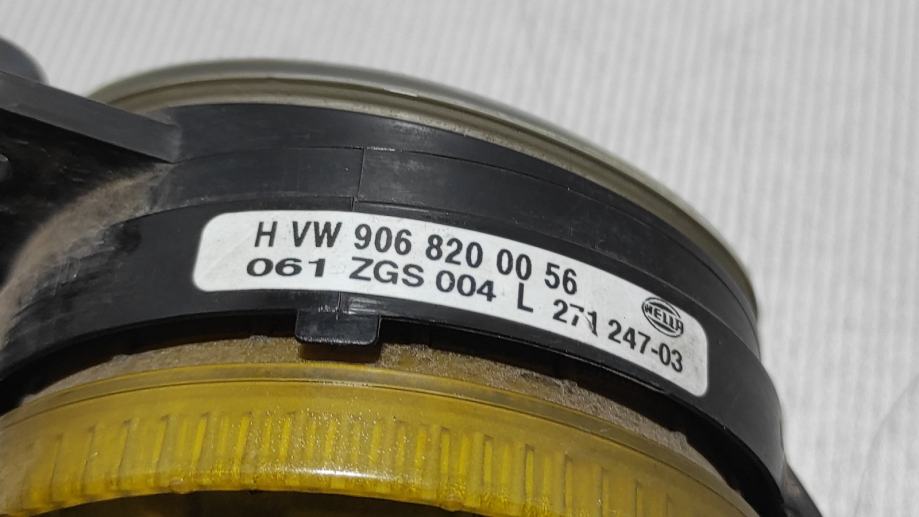 H VW 906 820 00 56
061 ZGS 004 L 271 247-03
HELLA